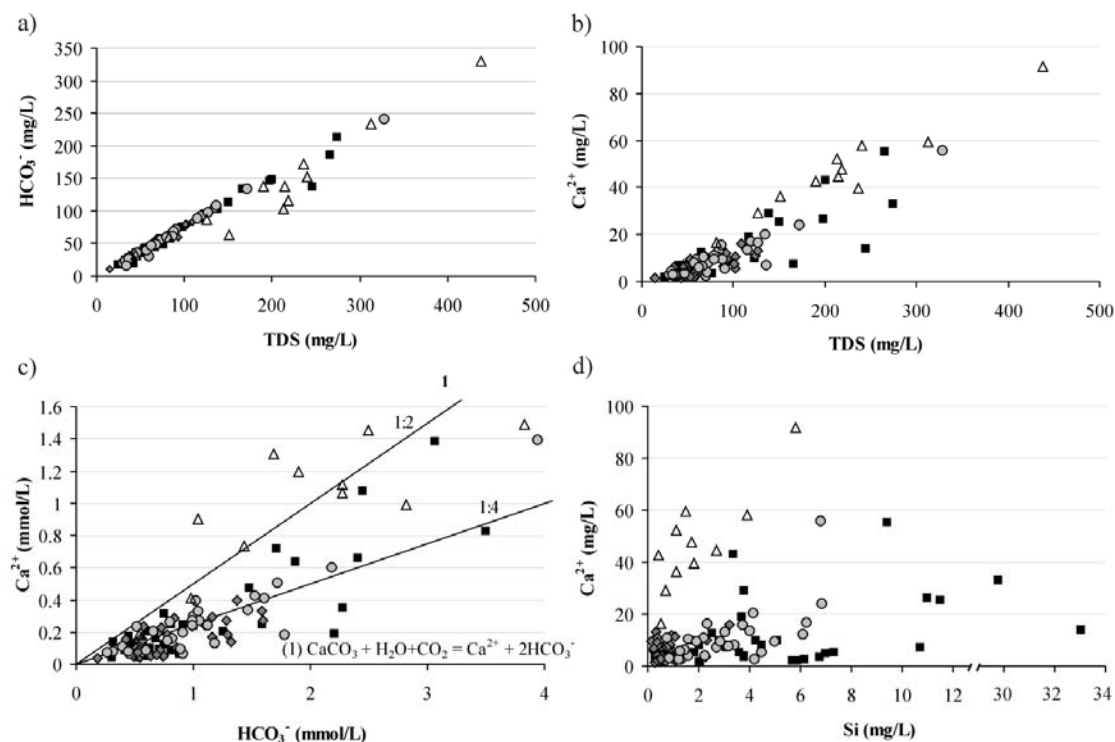 a)
350
300
250
200
150
100
50
0
HCO₃⁻ (mg/L)
0 100 200 300 400 500
TDS (mg/L)
b)
100
80
60
40
20
0
Ca²⁺ (mg/L)
0 100 200 300 400 500
TDS (mg/L)
c)
1.6
1.4
1.2
1
0.8
0.6
0.4
0.2
0
Ca²⁺ (mmol/L)
1
1:2
1:4
(1) CaCO₃ + H₂O+CO₂ = Ca²⁺ + 2HCO₃⁻
0 1 2 3 4
HCO₃⁻ (mmol/L)
d)
100
80
60
40
20
0
Ca²⁺ (mg/L)
0 2 4 6 8 10 12 30 32 34
Si (mg/L)